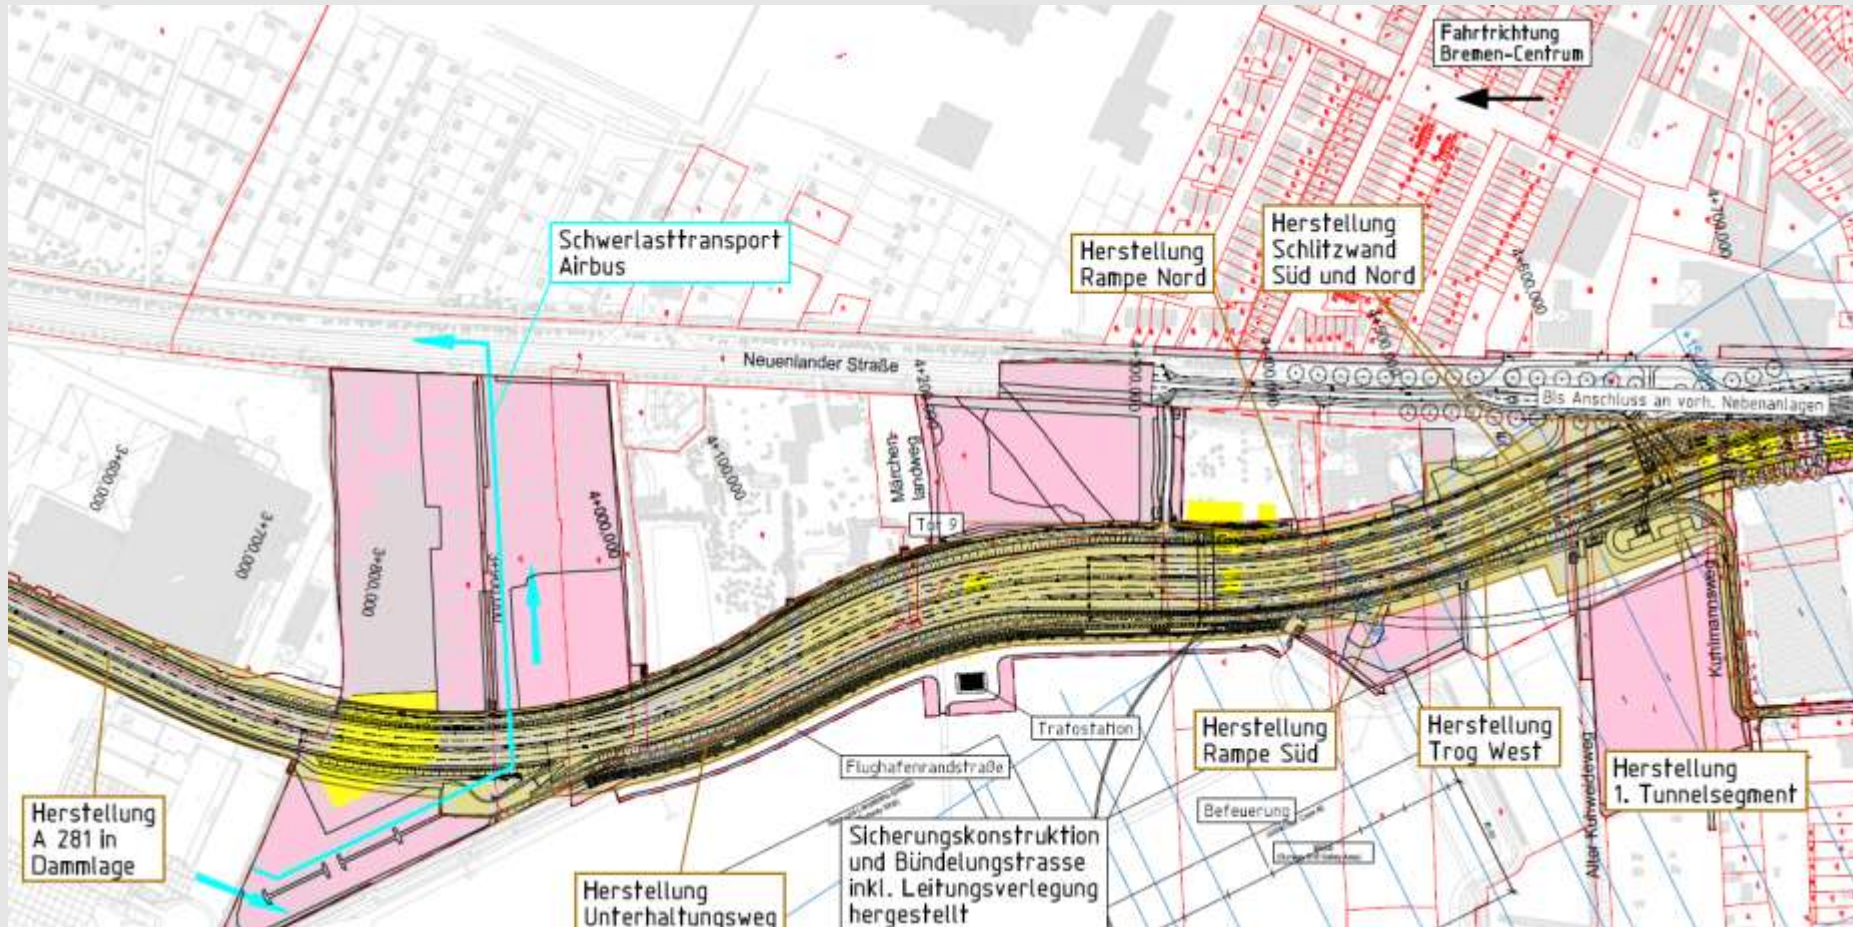 Fahrtrichtung
Bremen-Centrum
Schwerlasttransport
Airbus
Herstellung
Rampe Nord
Herstellung
Schlitzwand
Süd und Nord
4+700.000
4+600.000
Neuenlander Straße
Bis Anschluss an vorh. Nebenanlagen
4+100.000
Märchen-
landweg
Tor 9
3+600.000
3+700.000
3+800.000
4+000.000
Kuhlmannsweg
Trafostation
Flughafenrandstraße
Herstellung
Rampe Süd
Herstellung
Trog West
Herstellung
1. Tunnelsegment
Alter Kuhweideweg
Befeuerung
Herstellung
A 281 in
Dammlage
Herstellung
Unterhaltungsweg
Sicherungskonstruktion
und Bündelungstrasse
inkl. Leitungsverlegung
hergestellt